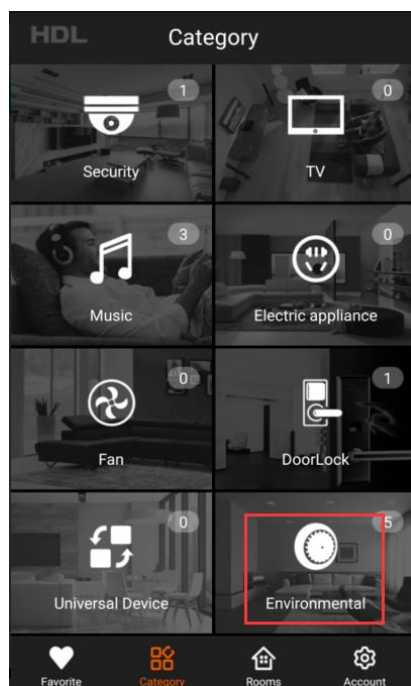 HDL
Category
1
0
Security
TV
3
0
Music
Electric appliance
0
1
Fan
DoorLock
0
5
Universal Device
Environmental
Favorite
Category
Rooms
Account